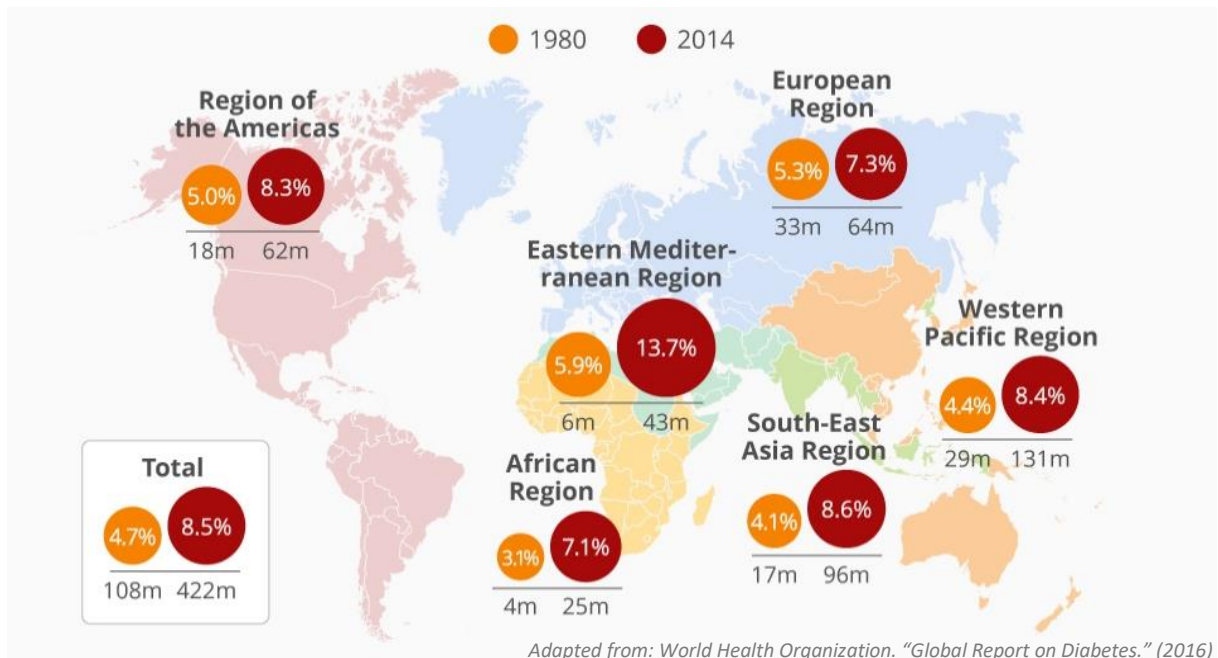 1980 2014
Region of
the Americas
5.0% 8.3%
18m 62m
European
Region
5.3% 7.3%
33m 64m
Eastern Mediter-
ranean Region
5.9% 13.7%
6m 43m
Western
Pacific Region
4.4% 8.4%
29m 131m
South-East
Asia Region
4.1% 8.6%
17m 96m
African
Region
3.1% 7.1%
4m 25m
Total
4.7% 8.5%
108m 422m
Adapted from: World Health Organization. “Global Report on Diabetes.” (2016)